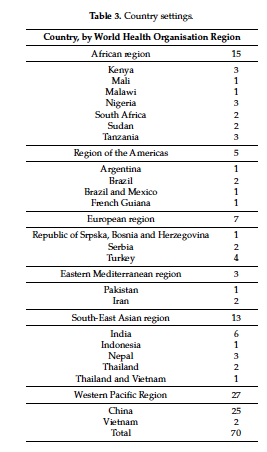 Table 3. Country settings.
Country, by World Health Organisation Region
African region 15
Kenya 3
Mali 1
Malawi 1
Nigeria 3
South Africa 2
Sudan 2
Tanzania 3
Region of the Americas 5
Argentina 1
Brazil 2
Brazil and Mexico 1
French Guiana 1
European region 7
Republic of Srpska, Bosnia and Herzegovina 1
Serbia 2
Turkey 4
Eastern Mediterranean region 3
Pakistan 1
Iran 2
South-East Asian region 13
India 6
Indonesia 1
Nepal 3
Thailand 2
Thailand and Vietnam 1
Western Pacific Region 27
China 25
Vietnam 2
Total 70